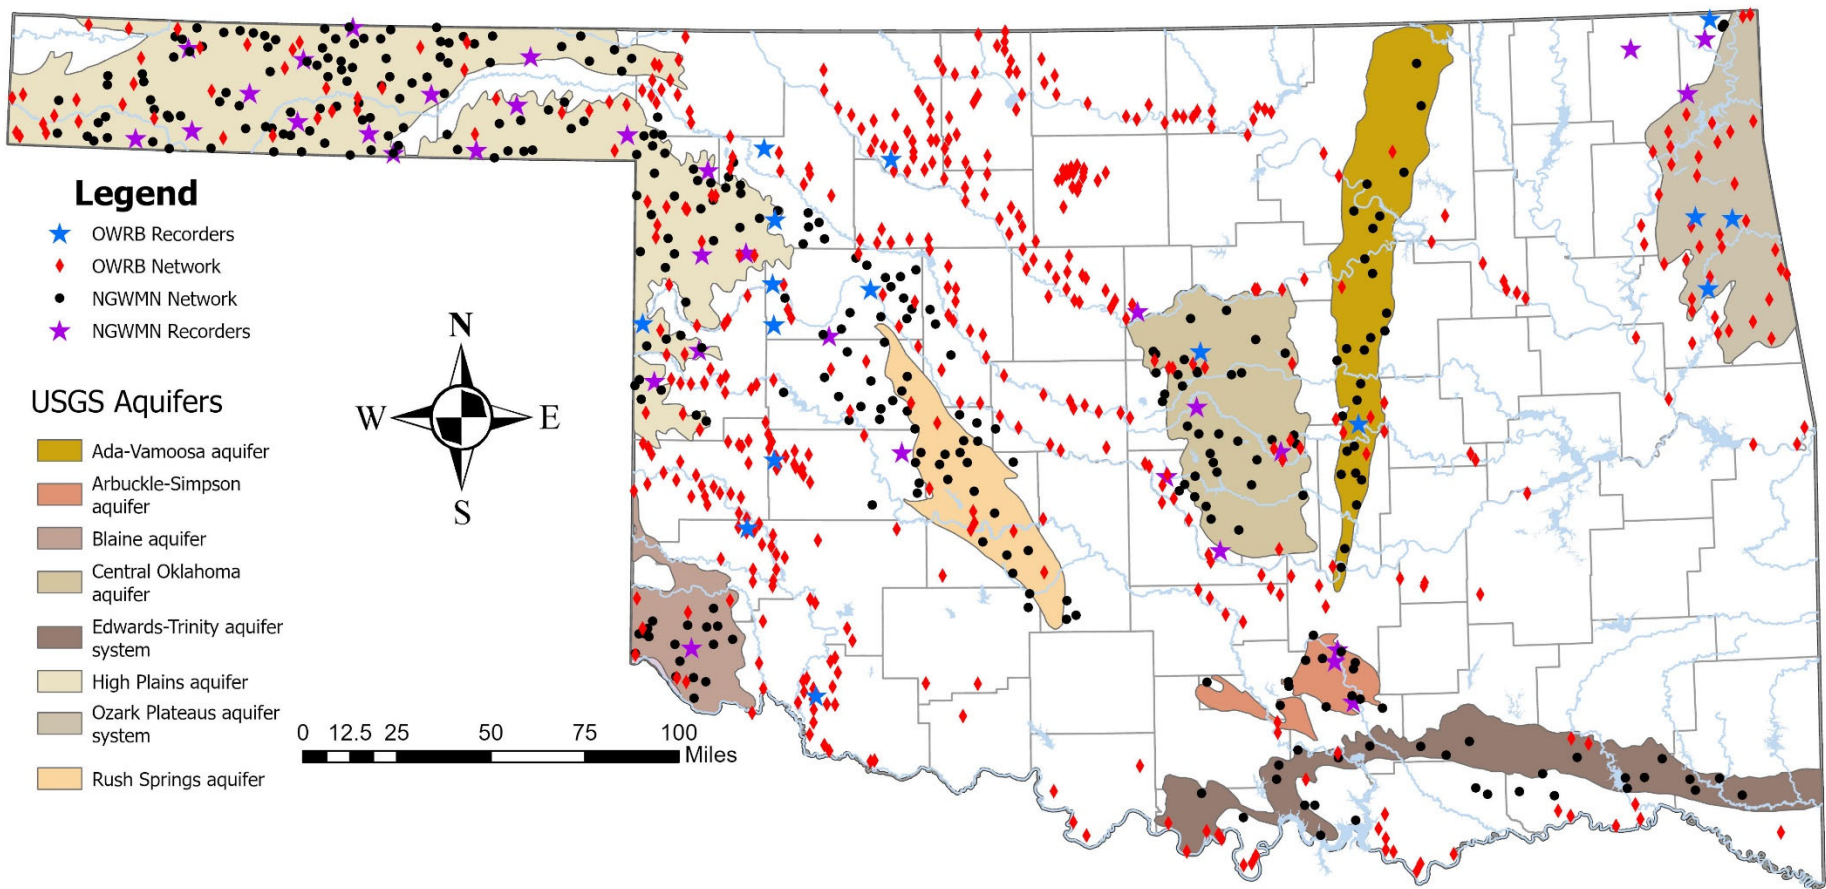 Legend
OWRB Recorders
OWRB Network
NGWMN Network
NGWMN Recorders
USGS Aquifers
Ada-Vamoosa aquifer
Arbuckle-Simpson
aquifer
Blaine aquifer
Central Oklahoma
aquifer
Edwards-Trinity aquifer
system
High Plains aquifer
Ozark Plateaus aquifer
system
Rush Springs aquifer
N
W E
S
0 12.5 25 50 75 100
Miles